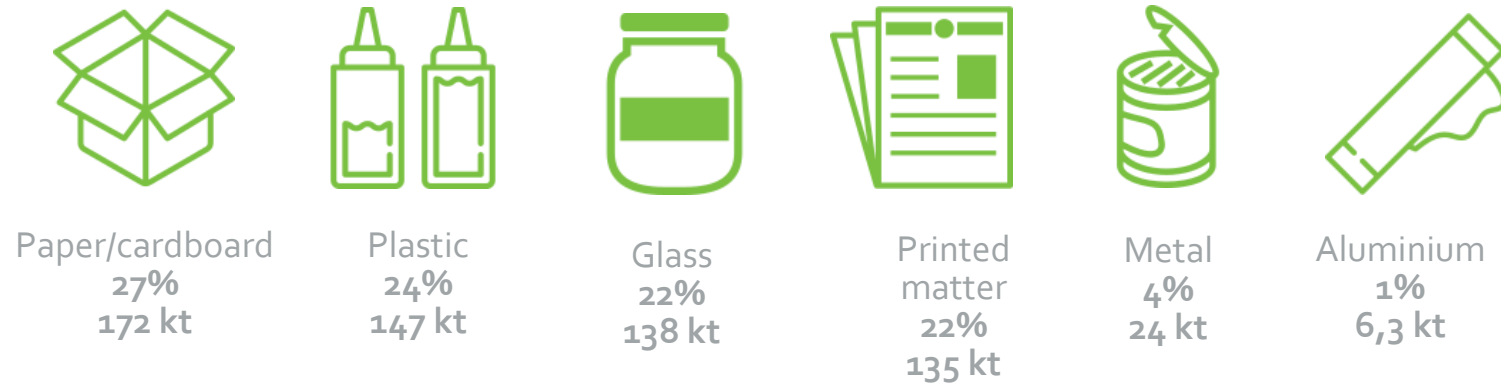 Paper/cardboard
27%
172 kt
Plastic
24%
147 kt
Glass
22%
138 kt
Printed
matter
22%
135 kt
Metal
4%
24 kt
Aluminium
1%
6,3 kt